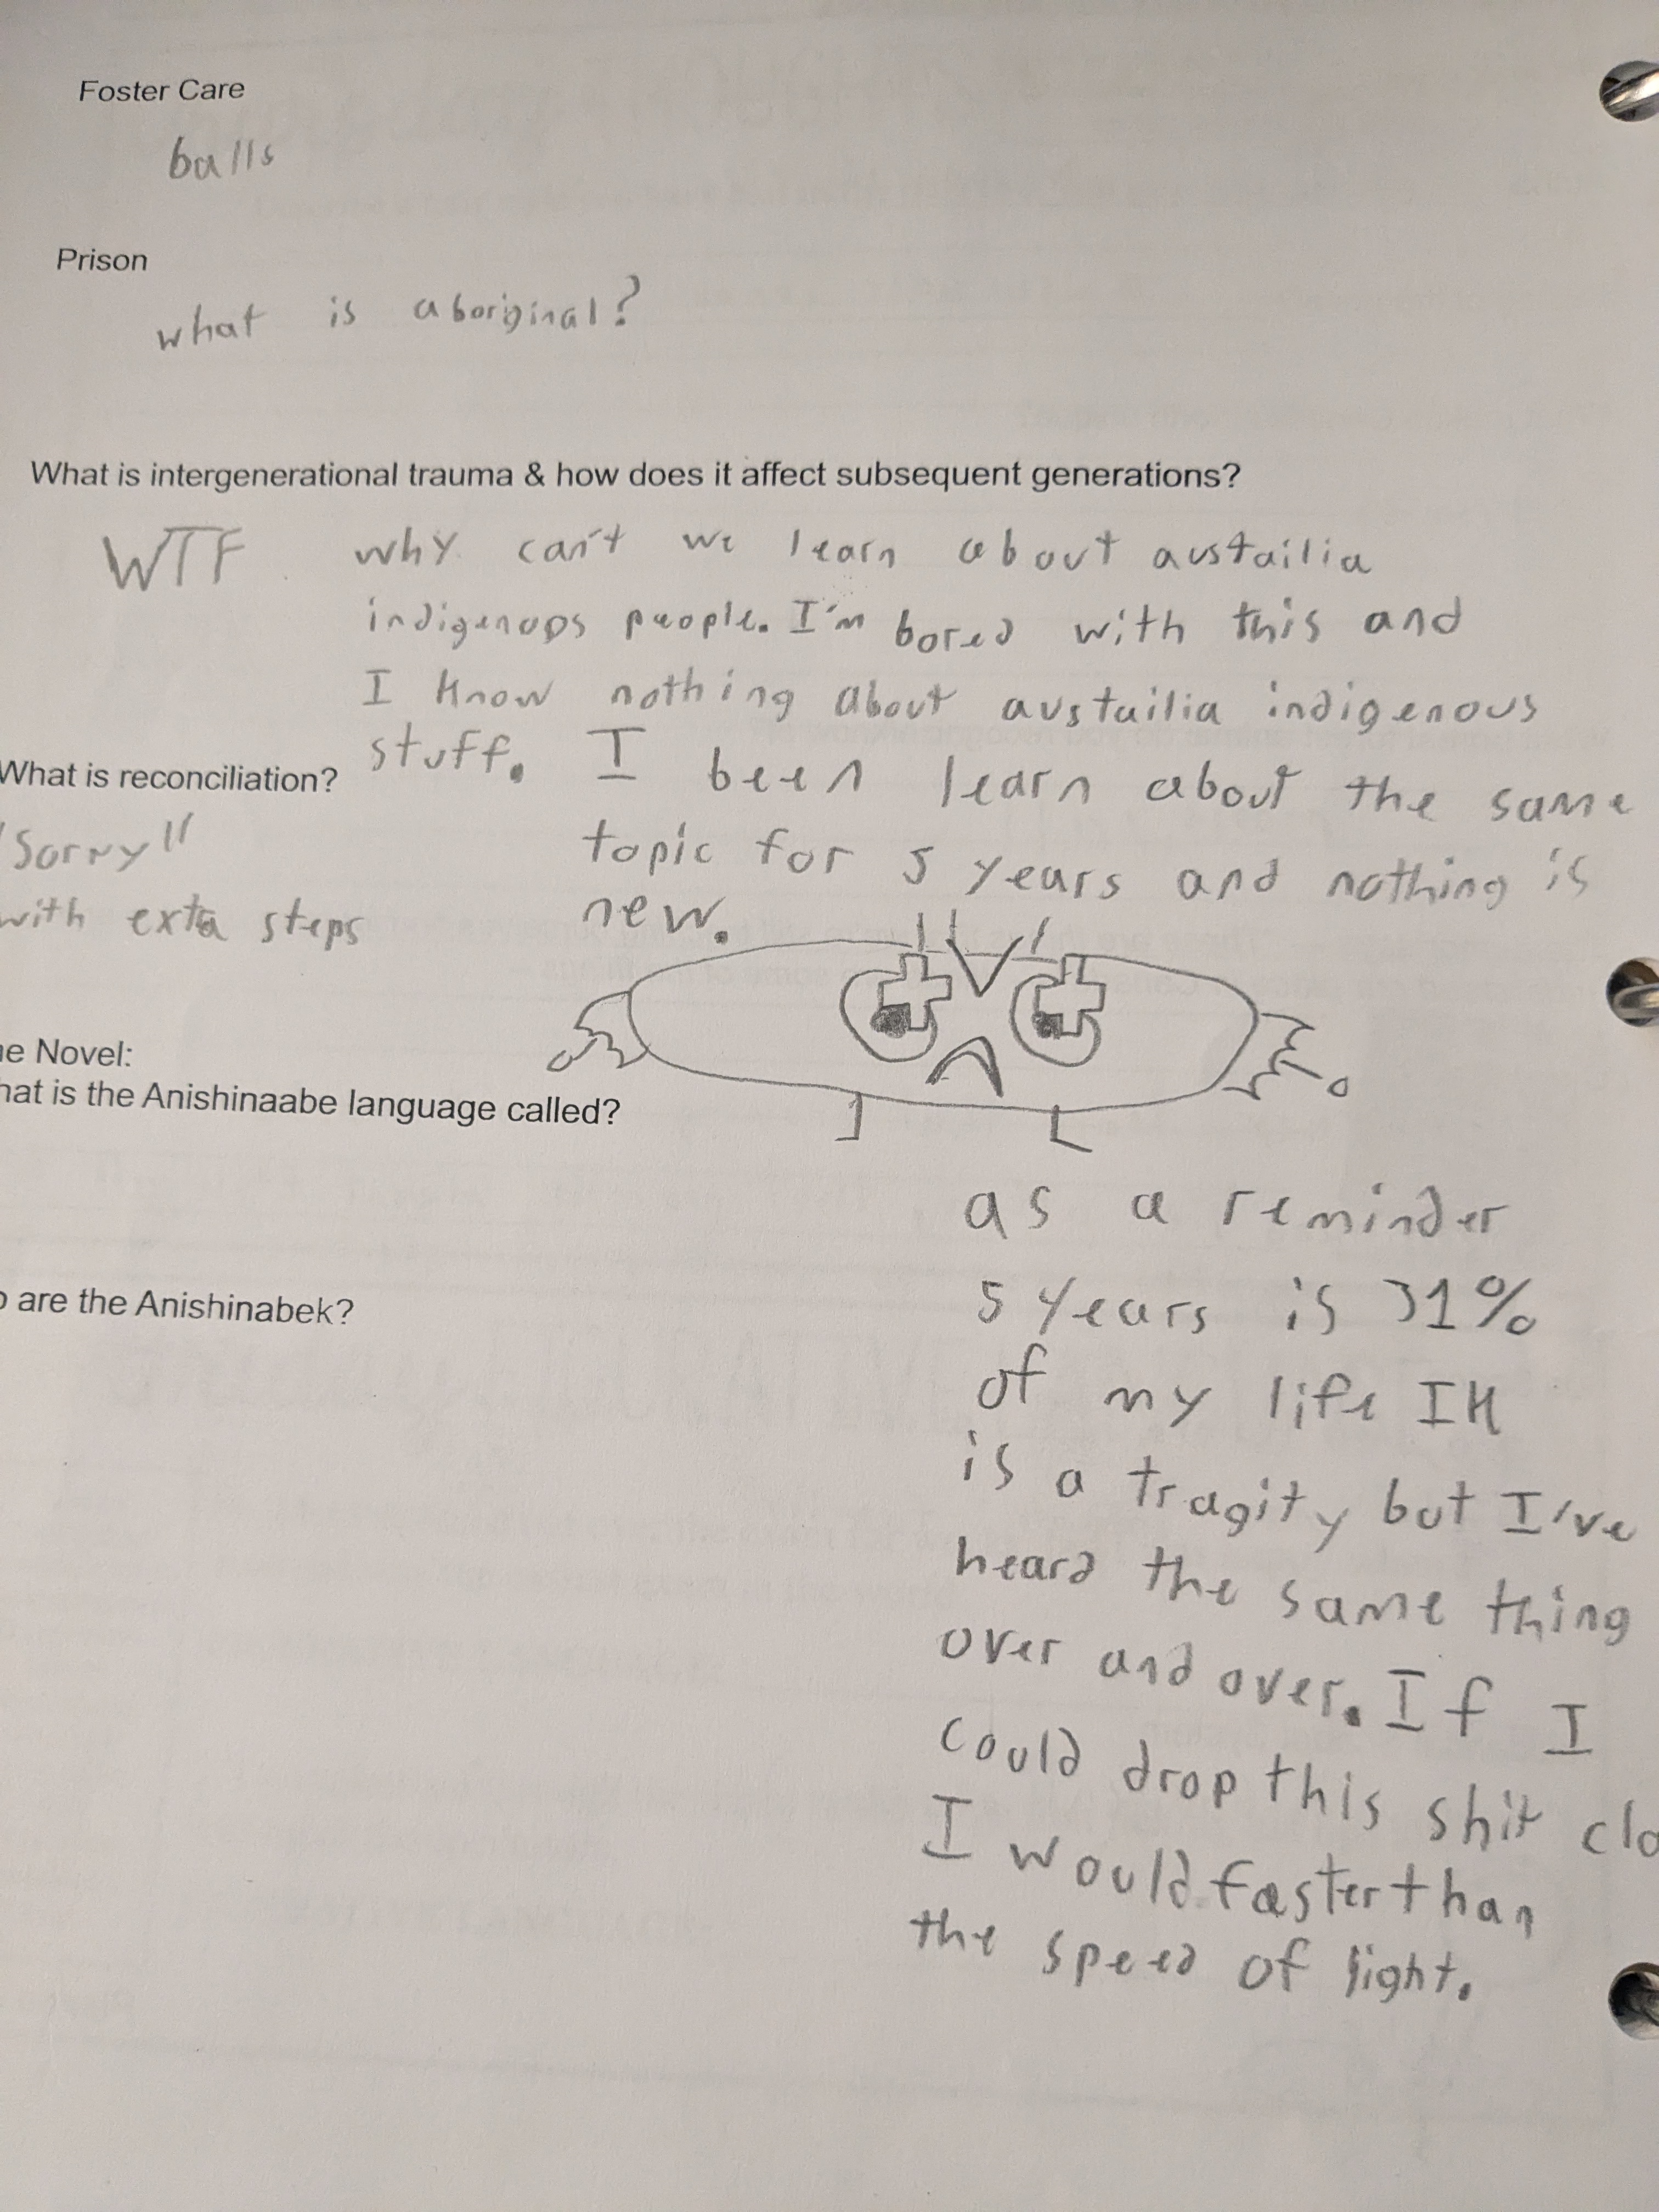 Foster Care
balls
Prison
what is aboriginal?
What is intergenerational trauma & how does it affect subsequent generations?
WTF why can't we learn about austailia
indigenops people. I'm bored with this and
I know nothing about austailia indigenous
stuff. I been learn about the same
What is reconciliation?
topic for 5 years and nothing is
new.
"Sorry"
with exta steps
e Novel:
hat is the Anishinaabe language called?
as a reminder
5 years is 31%
o are the Anishinabek?
of my life IK
is a tragity but I've
heard the same thing
over and over. If I
could drop this shit cla
I would faster than
the speed of light.